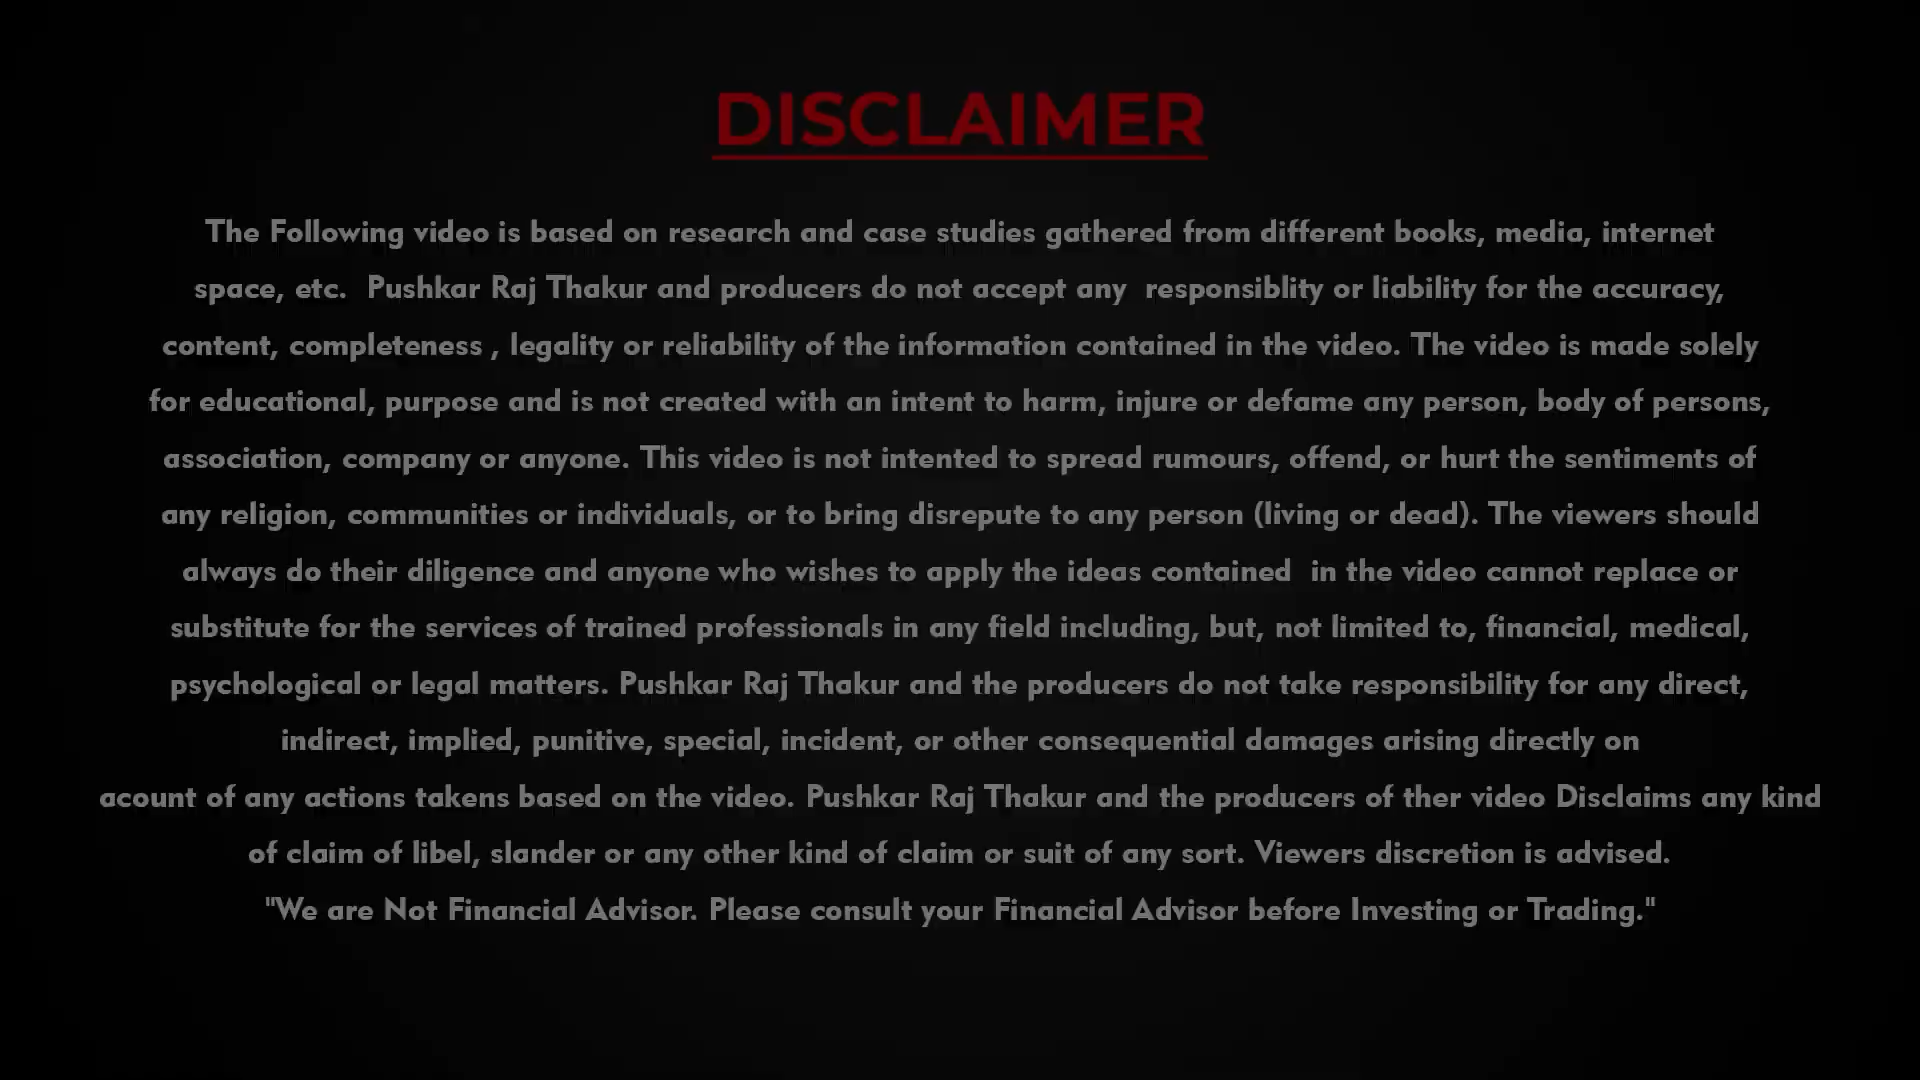 DISCLAIMER
The Following video is based on research and case studies gathered from different books, media, internet
space, etc.  Pushkar Raj Thakur and producers do not accept any  responsiblity or liability for the accuracy,
content, completeness , legality or reliability of the information contained in the video. The video is made solely
for educational, purpose and is not created with an intent to harm, injure or defame any person, body of persons,
association, company or anyone. This video is not intented to spread rumours, offend, or hurt the sentiments of
any religion, communities or individuals, or to bring disrepute to any person (living or dead). The viewers should
always do their diligence and anyone who wishes to apply the ideas contained  in the video cannot replace or
substitute for the services of trained professionals in any field including, but, not limited to, financial, medical,
psychological or legal matters. Pushkar Raj Thakur and the producers do not take responsibility for any direct,
indirect, implied, punitive, special, incident, or other consequential damages arising directly on
acount of any actions takens based on the video. Pushkar Raj Thakur and the producers of ther video Disclaims any kind
of claim of libel, slander or any other kind of claim or suit of any sort. Viewers discretion is advised.
"We are Not Financial Advisor. Please consult your Financial Advisor before Investing or Trading."